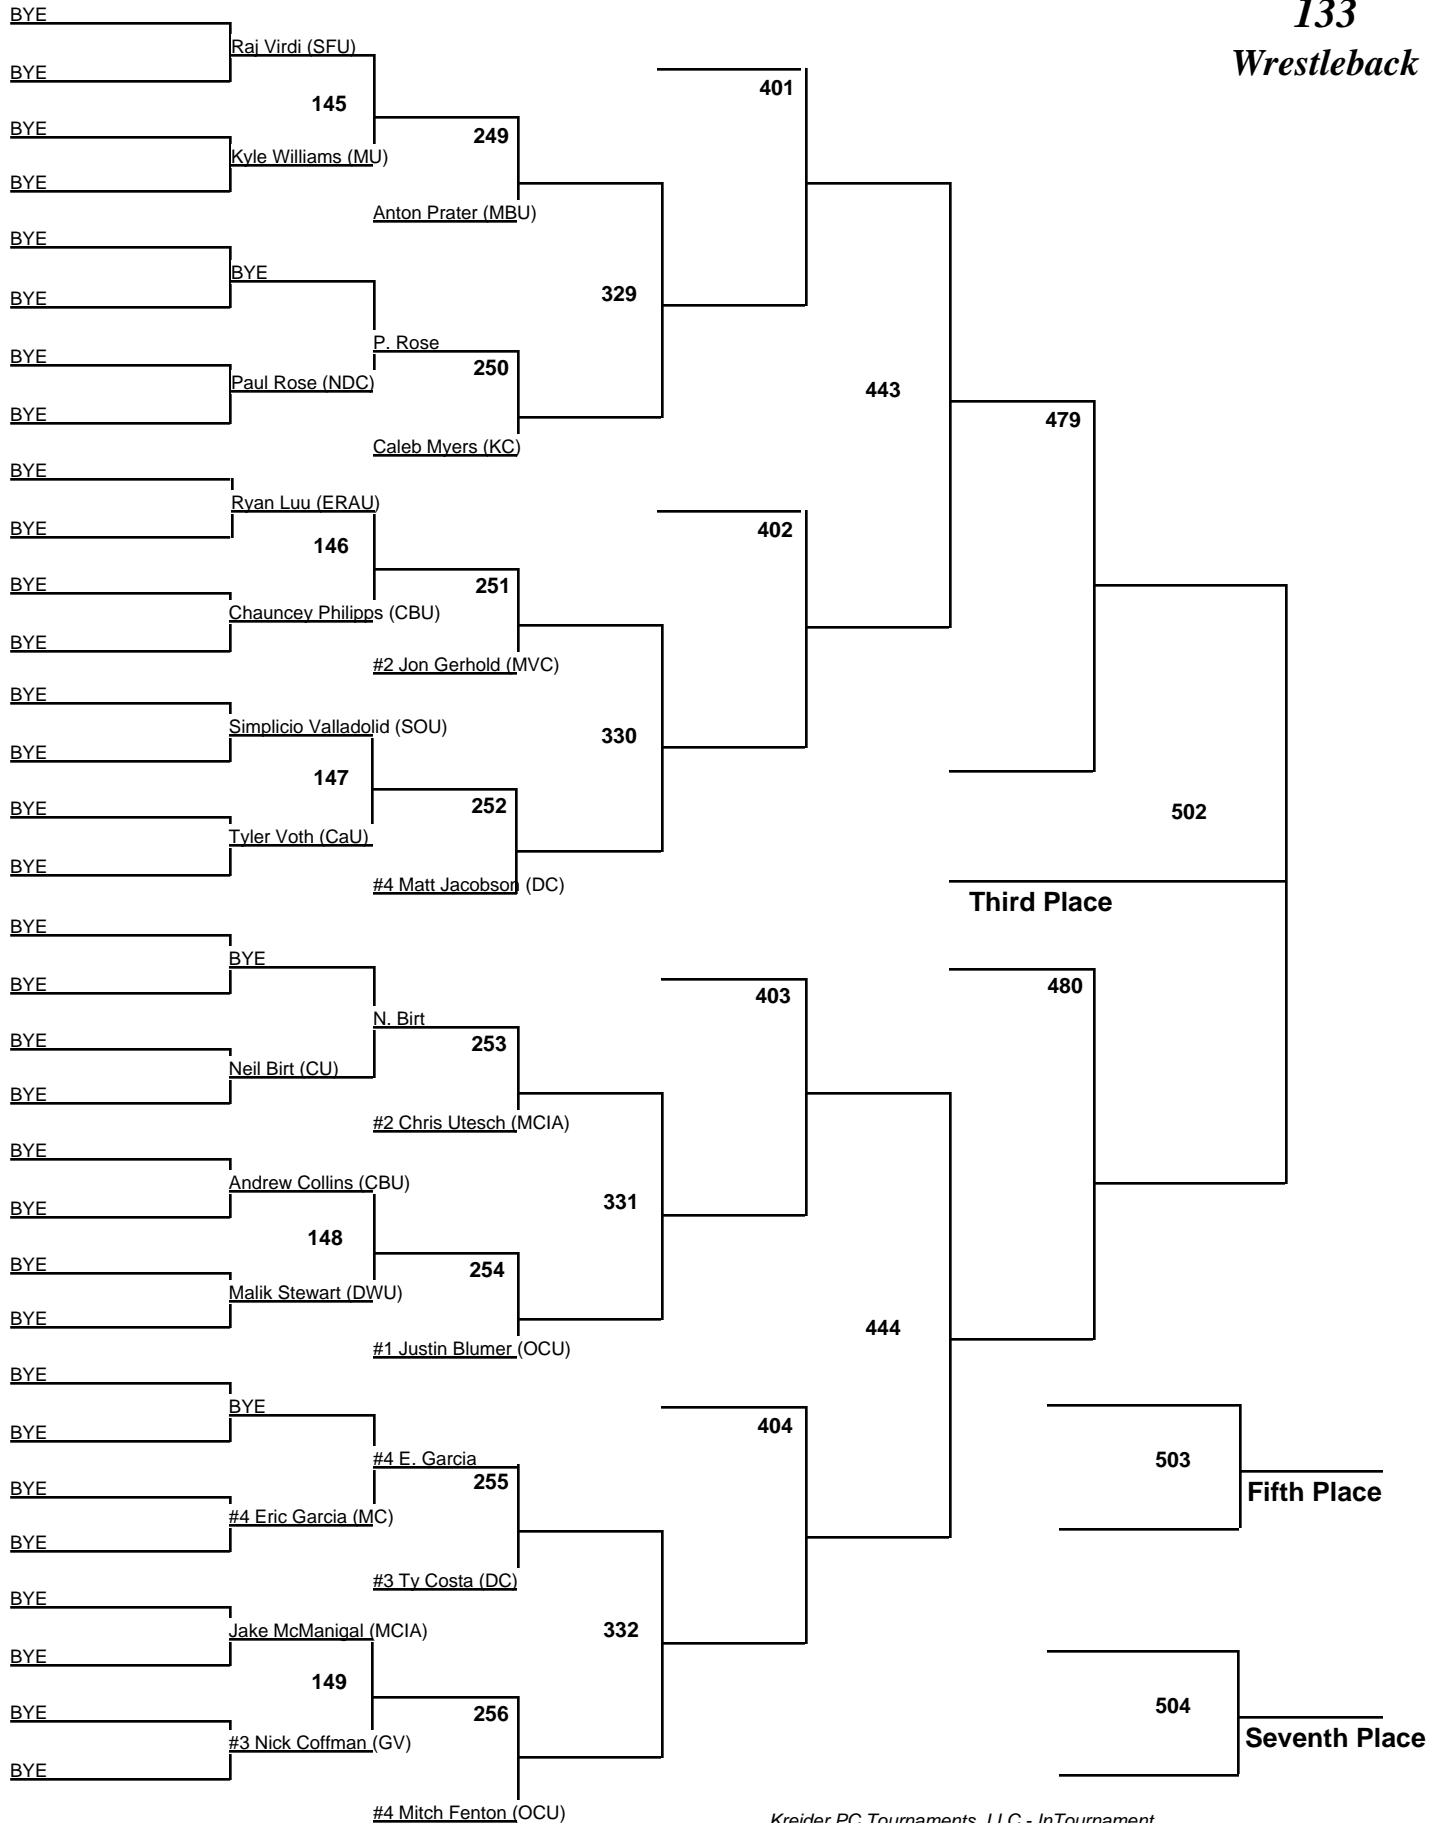 133
Wrestleback
BYE
Raj Virdi (SFU)
BYE
145
401
BYE
249
Kyle Williams (MU)
BYE
Anton Prater (MBU)
BYE
BYE
BYE
329
P. Rose
BYE
250
Paul Rose (NDC)
443
BYE
479
Caleb Myers (KC)
BYE
Ryan Luu (ERAU)
BYE
402
146
BYE
251
Chauncey Philipps (CBU)
BYE
#2 Jon Gerhold (MVC)
BYE
Simplicio Valladolid (SOU)
330
BYE
147
252
BYE
502
Tyler Voth (CaU)
BYE
#4 Matt Jacobson (DC)
Third Place
BYE
BYE
BYE
480
403
N. Birt
BYE
253
Neil Birt (CU)
BYE
#2 Chris Utesch (MCIA)
BYE
Andrew Collins (CBU)
BYE
331
148
BYE
254
Malik Stewart (DWU)
BYE
444
#1 Justin Blumer (OCU)
BYE
BYE
404
BYE
#4 E. Garcia
503
BYE
255
Fifth Place
#4 Eric Garcia (MC)
BYE
#3 Ty Costa (DC)
BYE
Jake McManigal (MCIA)
332
BYE
149
504
BYE
256
Seventh Place
#3 Nick Coffman (GV)
BYE
#4 Mitch Fenton (OCU)
Kreider PC Tournaments, LLC - InTournament